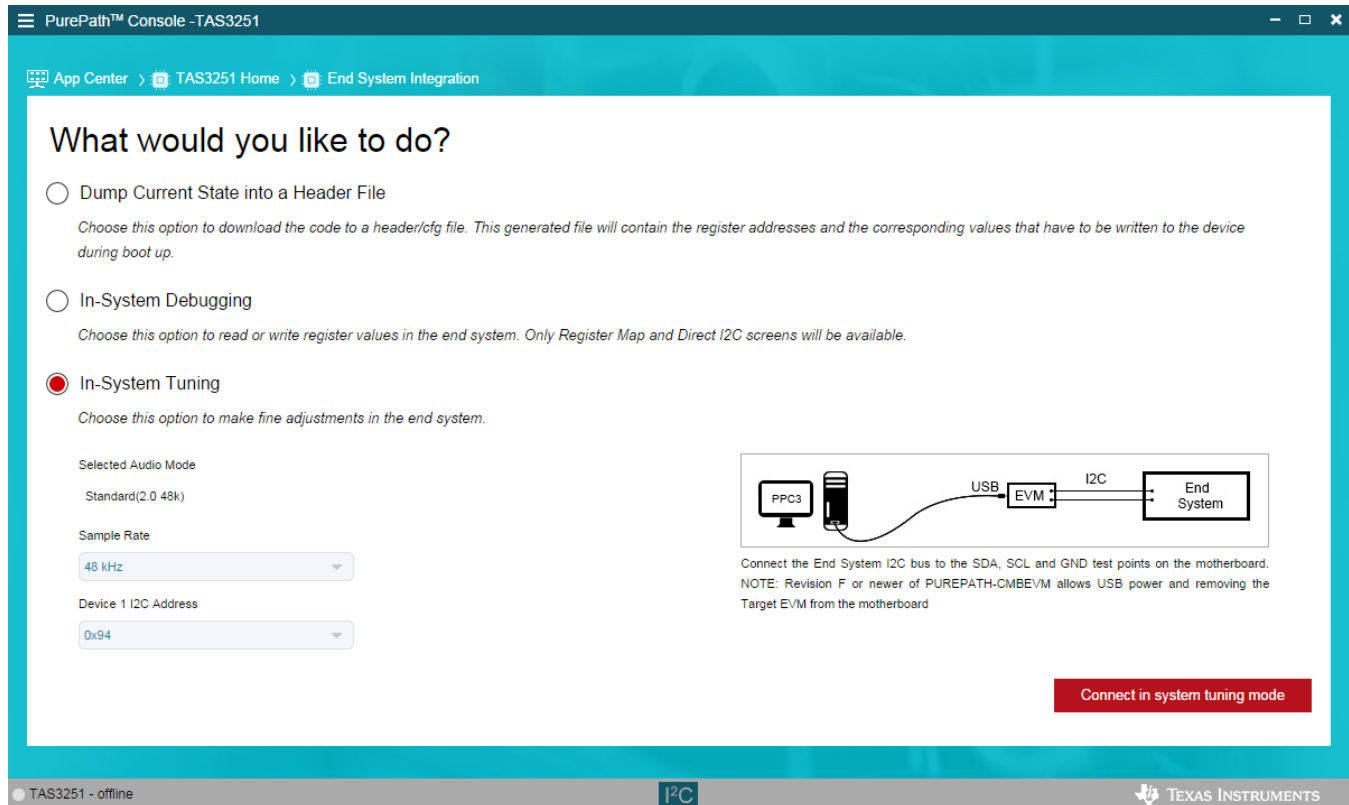 PurePath™ Console -TAS3251
App Center > TAS3251 Home > End System Integration
What would you like to do?
Dump Current State into a Header File
Choose this option to download the code to a header/cfg file. This generated file will contain the register addresses and the corresponding values that have to be written to the device
during boot up.
In-System Debugging
Choose this option to read or write register values in the end system. Only Register Map and Direct I2C screens will be available.
In-System Tuning
Choose this option to make fine adjustments in the end system.
Selected Audio Mode
Standard(2.0 48k)
Sample Rate
48 kHz
Device 1 I2C Address
0x94
PPC3
USB
EVM
I2C
End
System
Connect the End System I2C bus to the SDA, SCL and GND test points on the motherboard.
NOTE: Revision F or newer of PUREPATH-CMBEVM allows USB power and removing the
Target EVM from the motherboard
Connect in system tuning mode
TAS3251 - offline
I²C
TEXAS INSTRUMENTS